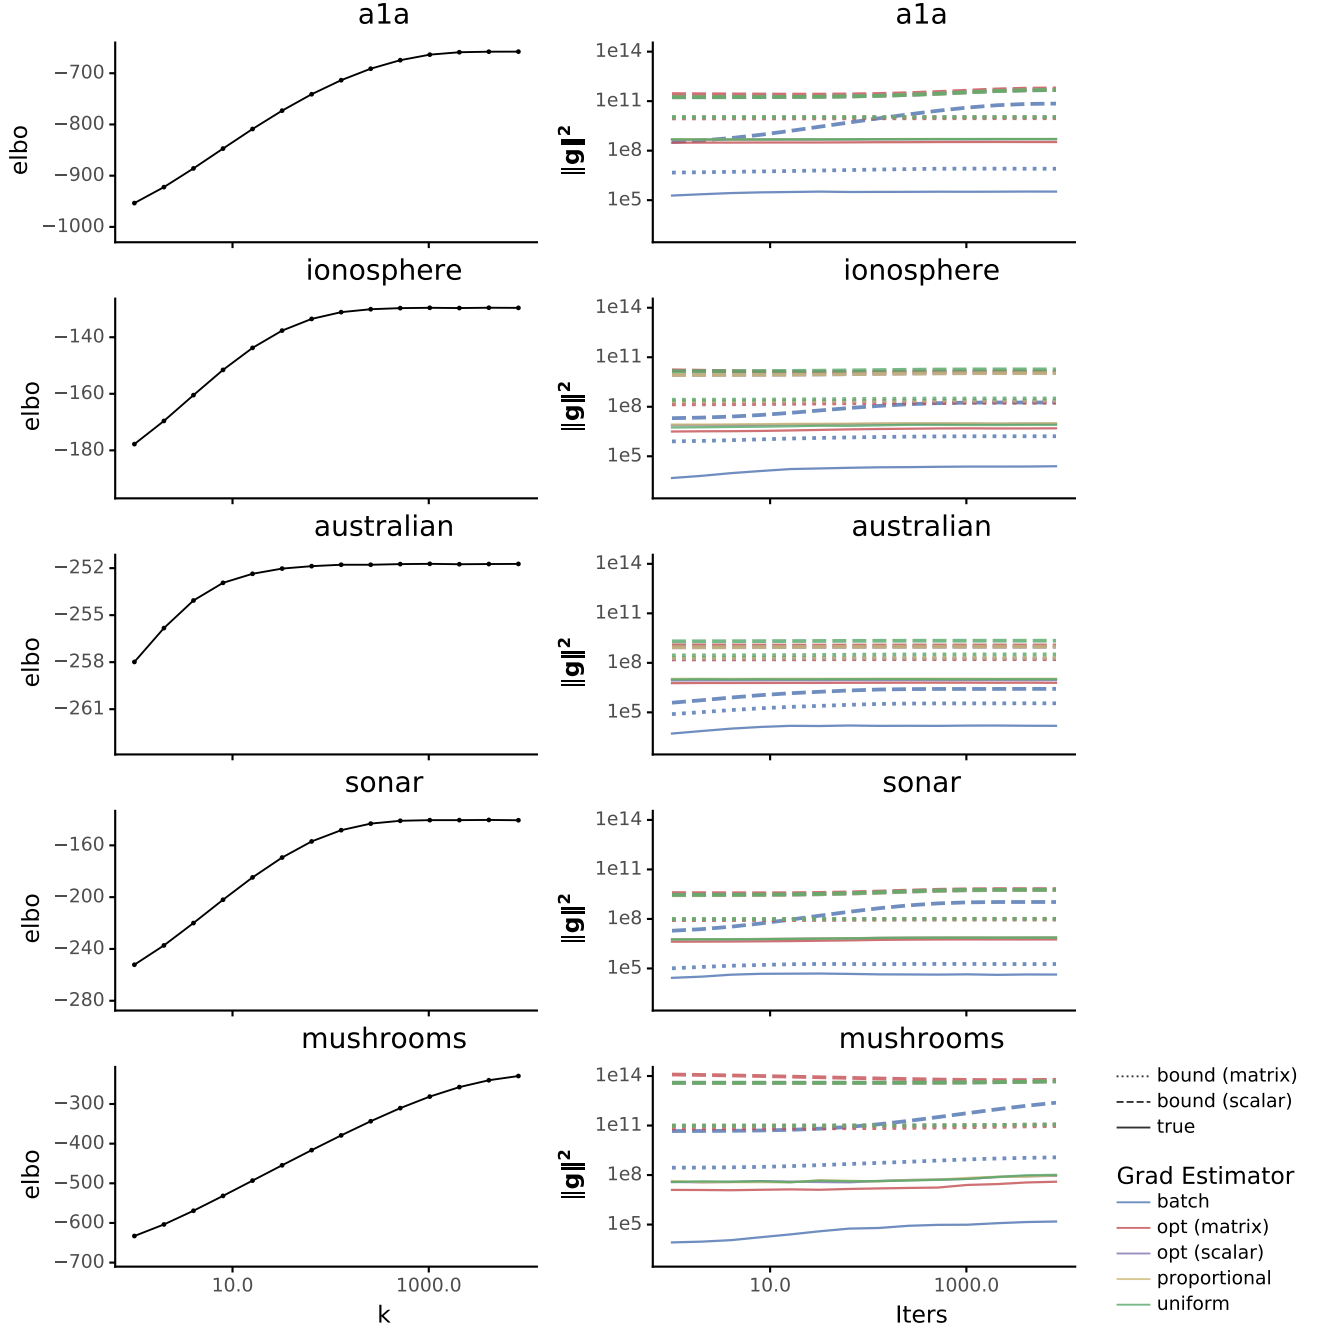 a1a
a1a
elbo
−700
−800
−900
−1000
||g||²
1e14
1e11
1e8
1e5
ionosphere
ionosphere
elbo
−140
−160
−180
||g||²
1e14
1e11
1e8
1e5
australian
australian
elbo
−252
−255
−258
−261
||g||²
1e14
1e11
1e8
1e5
sonar
sonar
elbo
−160
−200
−240
−280
||g||²
1e14
1e11
1e8
1e5
mushrooms
mushrooms
elbo
−300
−400
−500
−600
−700
10.0 1000.0
k
||g||²
1e14
1e11
1e8
1e5
10.0 1000.0
Iters
bound (matrix)
bound (scalar)
true
Grad Estimator
batch
opt (matrix)
opt (scalar)
proportional
uniform